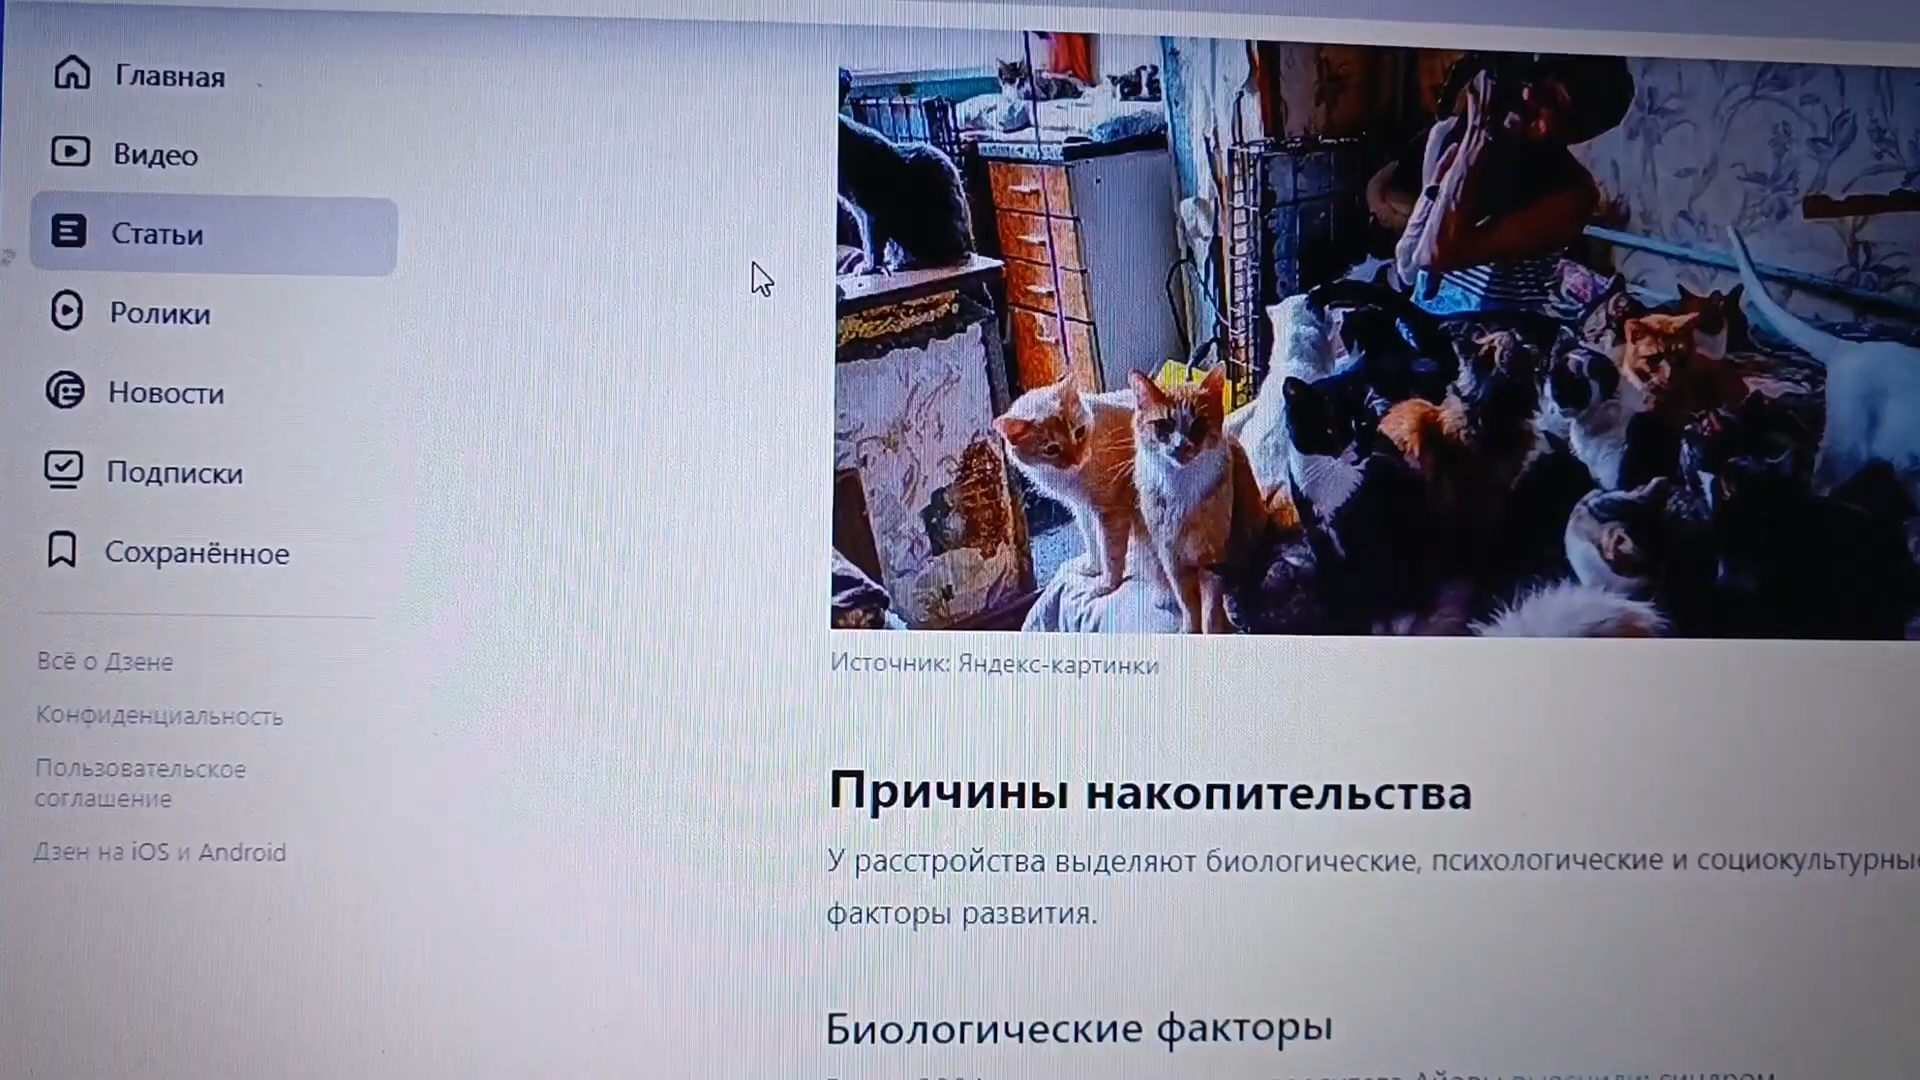 Главная
Видео
Статьи
Ролики
Новости
Подписки
Сохранённое
Всё о Дзене
Конфиденциальность
Пользовательское
соглашение
Дзен на iOS и Android
Источник: Яндекс-картинки
Причины накопительства
У расстройства выделяют биологические, психологические и социокультурные
факторы развития.
Биологические факторы